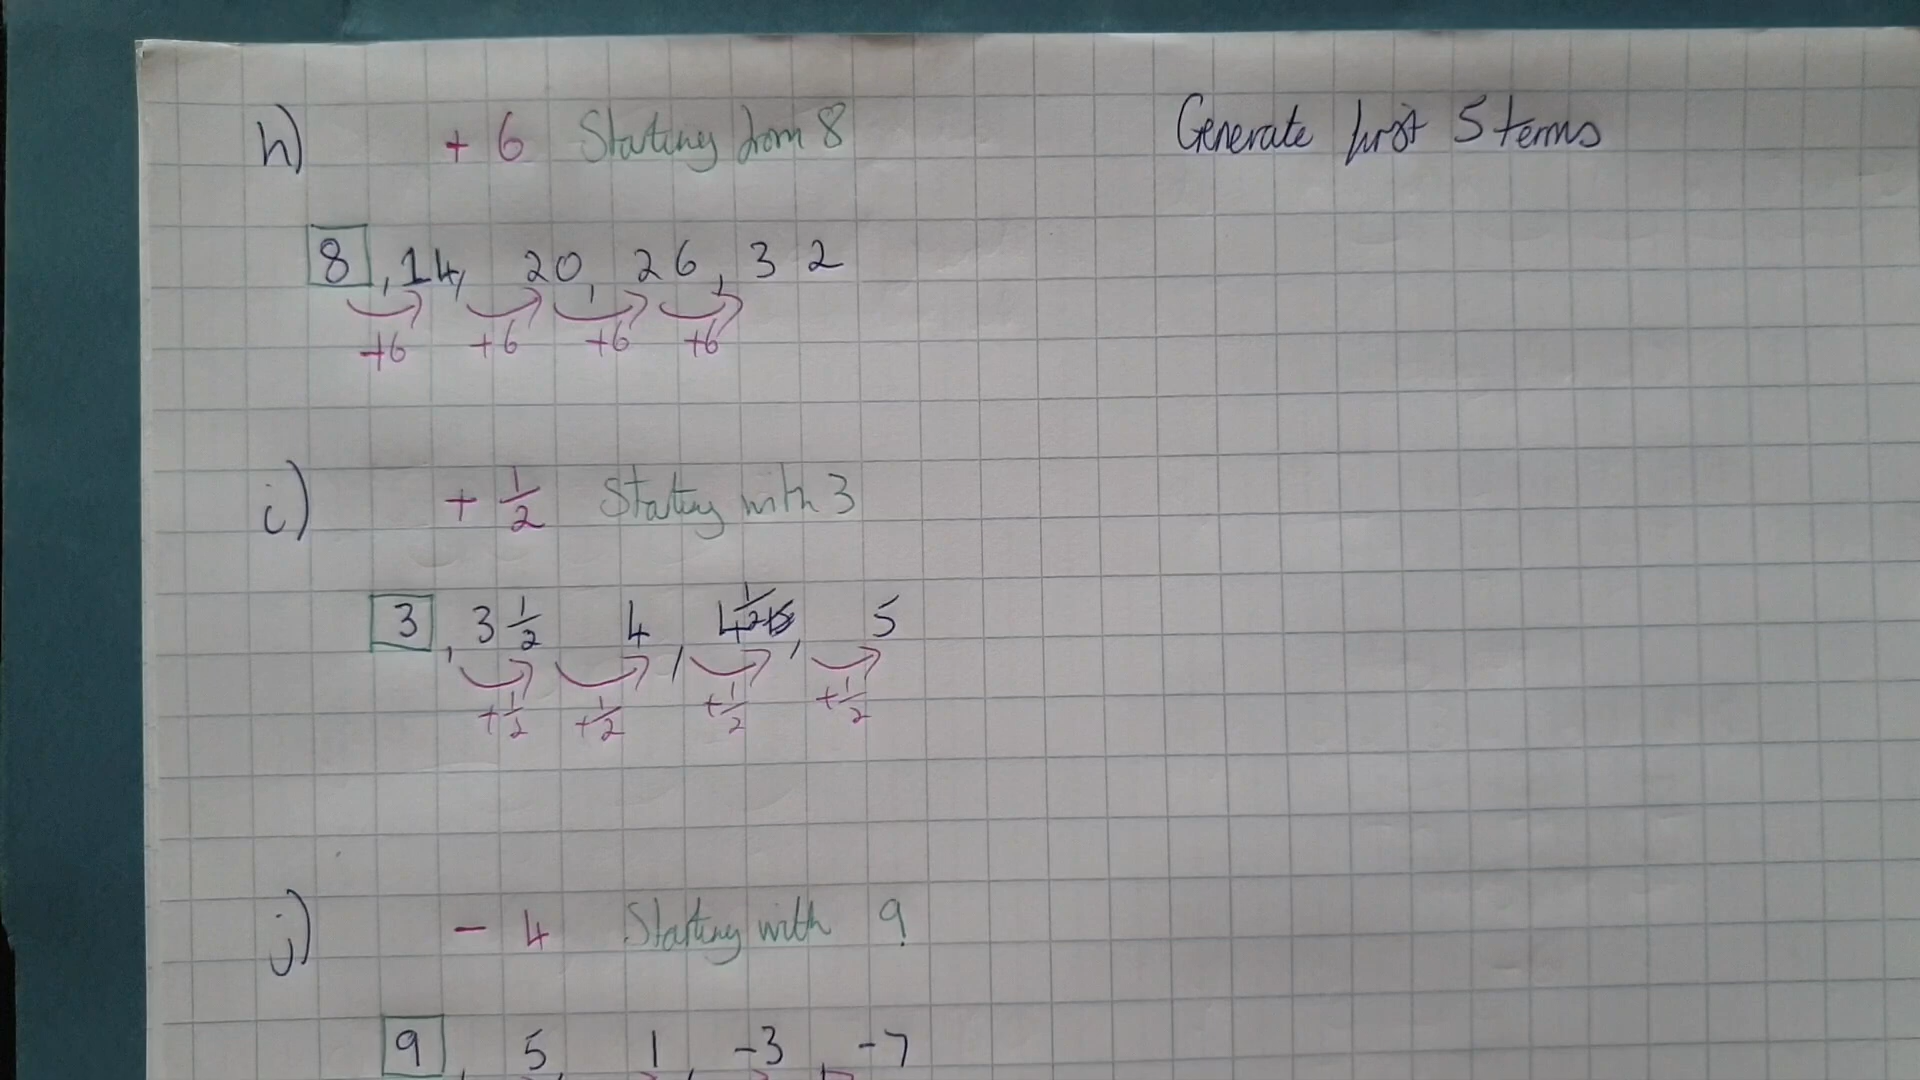 h) + 6 Starting from 8 Generate first 5 terms
8, 14, 20, 26, 32
+6 +6 +6 +6
i) + 1/2 Starting with 3
3, 3 1/2 4, 4 1/2, 5
+1/2 +1/2 +1/2 +1/2
j) - 4 Starting with 9
9, 5, 1, -3, -7